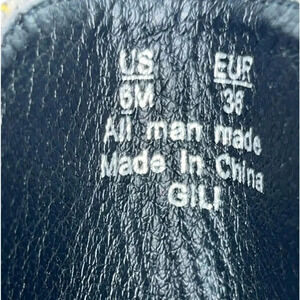 US EUR
6M 36
All man made
Made In China
GILI